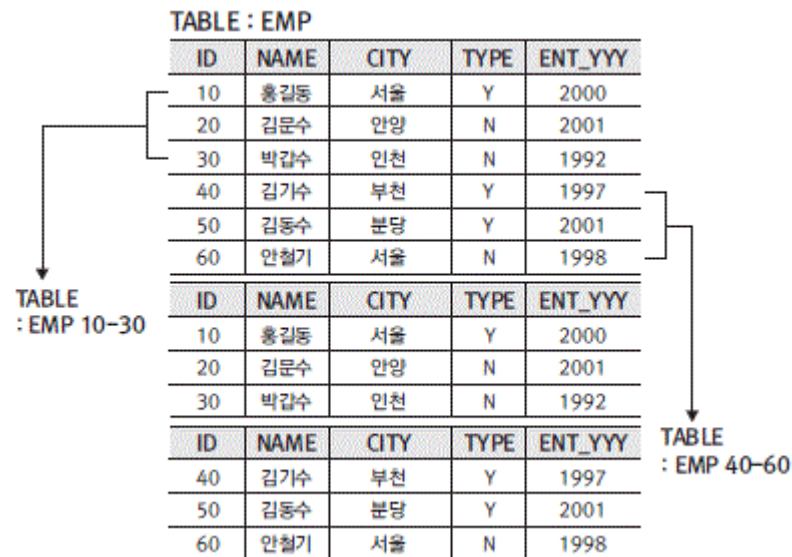 TABLE : EMP
ID NAME CITY TYPE ENT_YYY
10 홍길동 서울 Y 2000
20 김문수 안양 N 2001
30 박갑수 인천 N 1992
40 김기수 부천 Y 1997
50 김동수 분당 Y 2001
60 안철기 서울 N 1998
TABLE
: EMP 10-30
ID NAME CITY TYPE ENT_YYY
10 홍길동 서울 Y 2000
20 김문수 안양 N 2001
30 박갑수 인천 N 1992
TABLE
: EMP 40-60
ID NAME CITY TYPE ENT_YYY
40 김기수 부천 Y 1997
50 김동수 분당 Y 2001
60 안철기 서울 N 1998